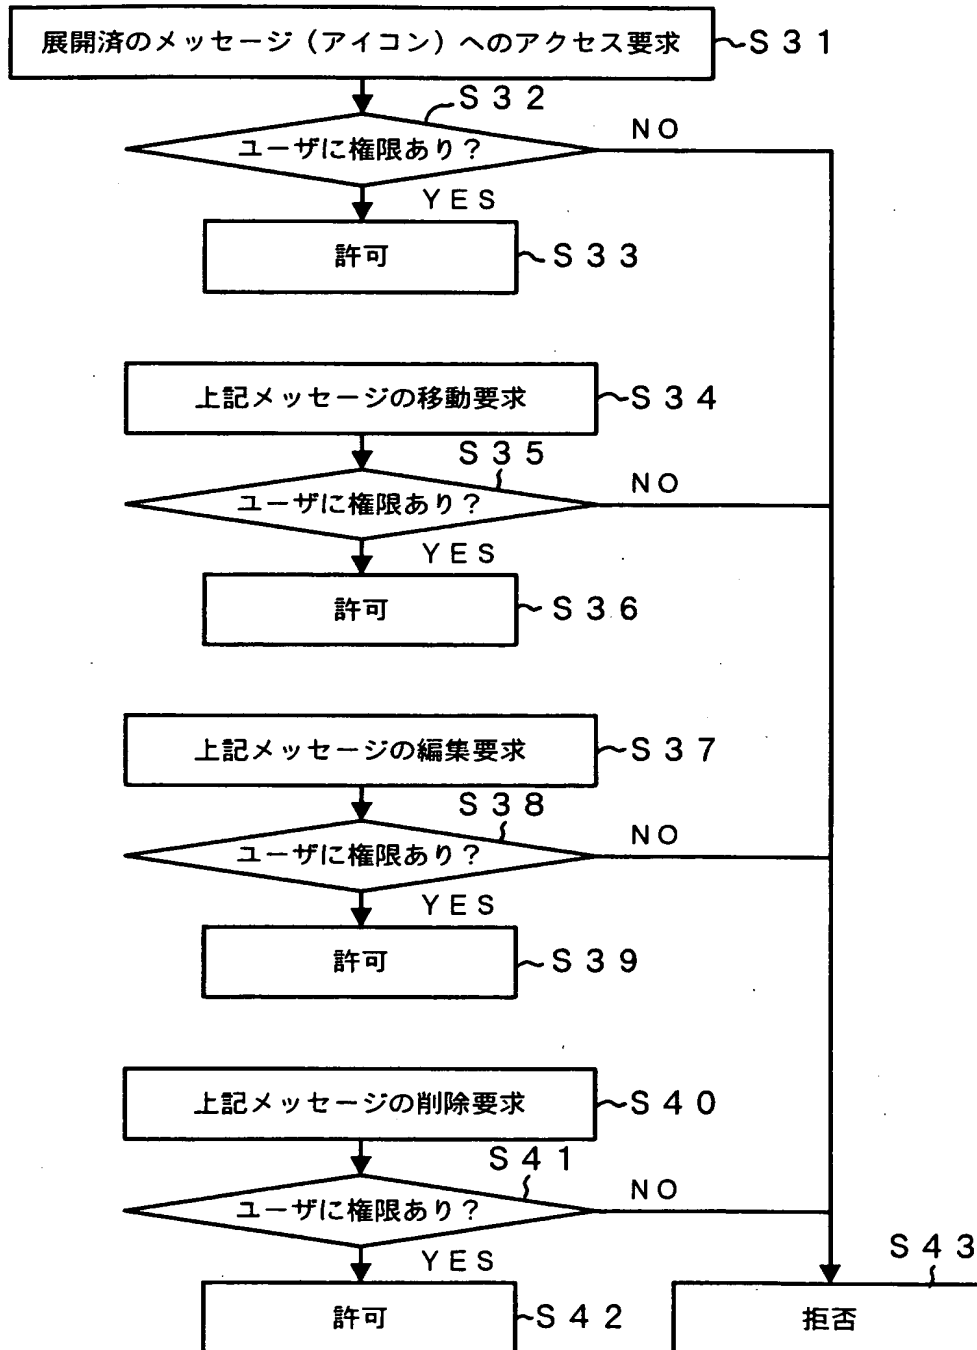 展開済のメッセージ（アイコン）へのアクセス要求
S31
S32
ユーザに権限あり？
NO
YES
許可
S33
上記メッセージの移動要求
S34
S35
ユーザに権限あり？
NO
YES
許可
S36
上記メッセージの編集要求
S37
S38
ユーザに権限あり？
NO
YES
許可
S39
上記メッセージの削除要求
S40
S41
ユーザに権限あり？
NO
YES
許可
S42
S43
拒否